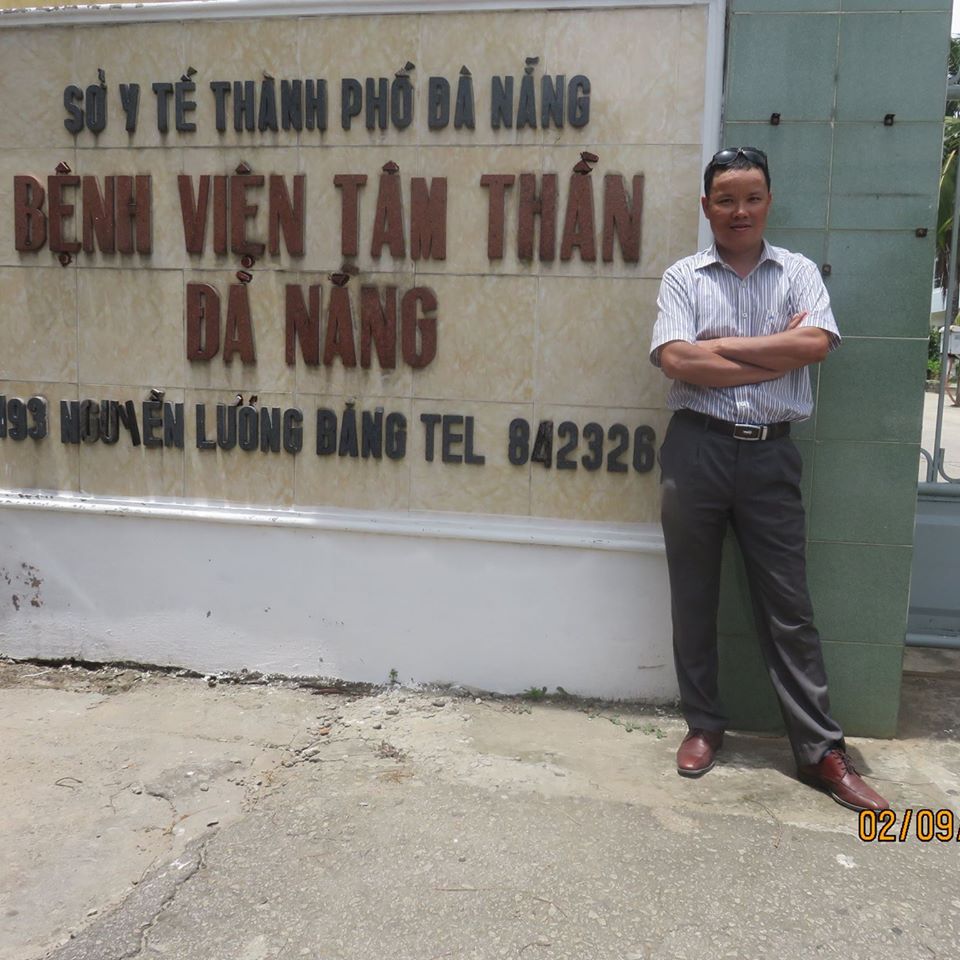 SỞ Y TẾ THÀNH PHỐ ĐÀ NẴNG
BỆNH VIỆN TÂM THẦN
ĐÀ NẴNG
193 NGUYỄN LƯƠNG BẰNG TEL 842326
02/09/